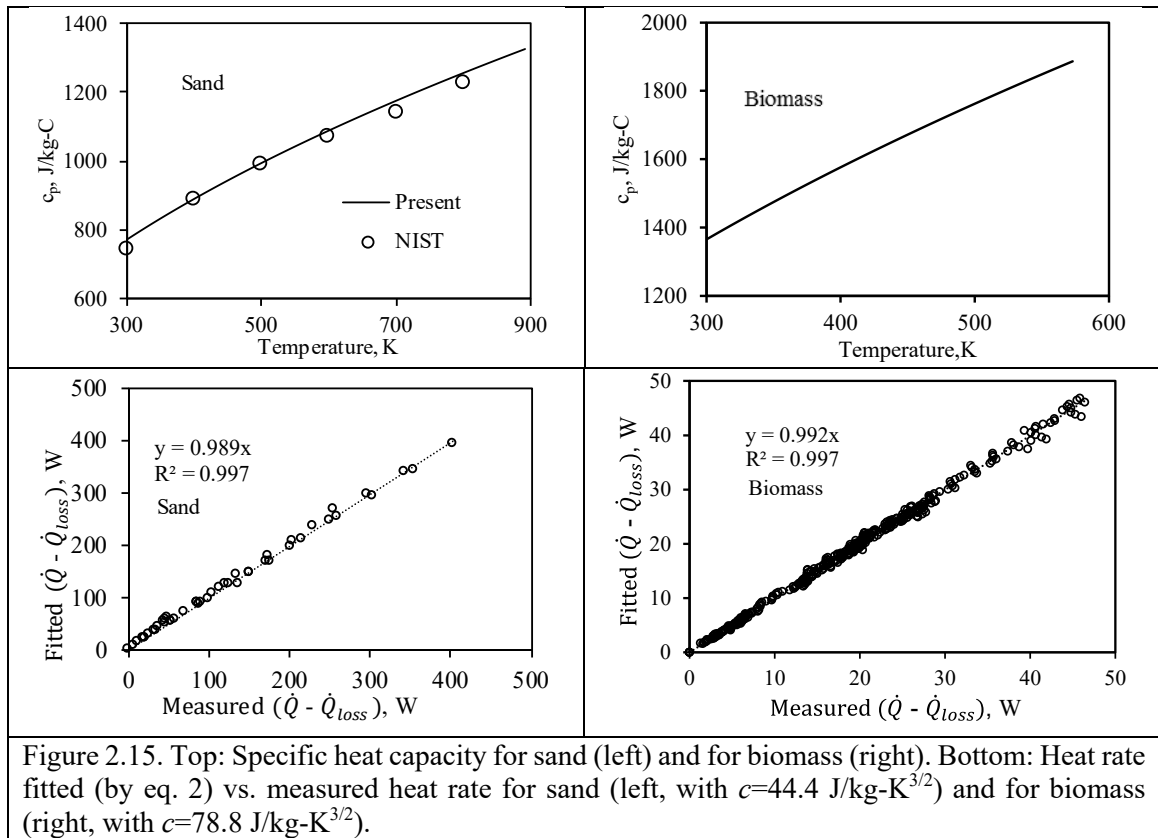 1400
1200
1000
800
600
c_p, J/kg-C
Sand
Present
NIST
300 500 700 900
Temperature, K
2000
1800
1600
1400
1200
c_p, J/kg-C
Biomass
300 400 500 600
Temperature,K
500
400
300
200
100
0
Fitted (Q̇ - Q̇_loss), W
y = 0.989x
R² = 0.997
Sand
0 100 200 300 400 500
Measured (Q̇ - Q̇_loss), W
50
40
30
20
10
0
Fitted (Q̇ - Q̇_loss), W
y = 0.992x
R² = 0.997
Biomass
0 10 20 30 40 50
Measured (Q̇ - Q̇_loss), W
Figure 2.15. Top: Specific heat capacity for sand (left) and for biomass (right). Bottom: Heat rate
fitted (by eq. 2) vs. measured heat rate for sand (left, with c=44.4 J/kg-K^3/2) and for biomass
(right, with c=78.8 J/kg-K^3/2).